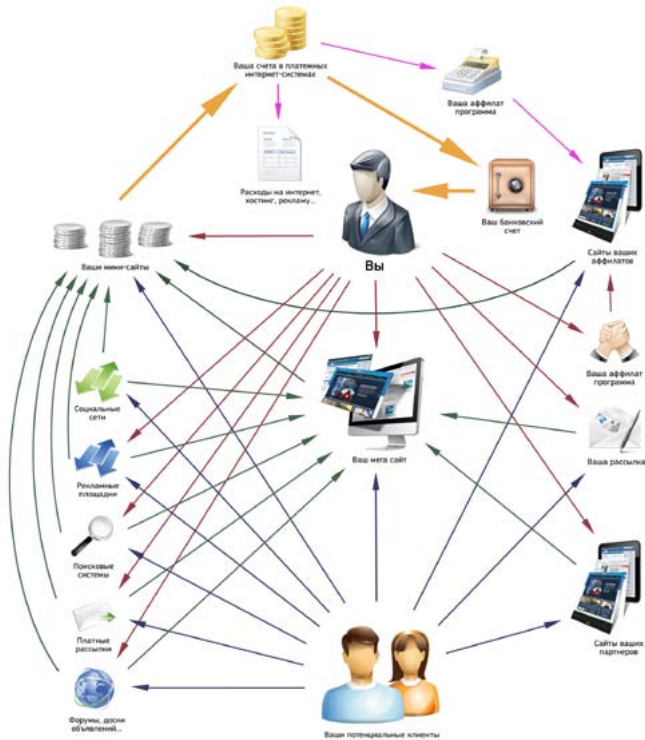 Ваша счета в платежных
интернет-системах
Ваша аффилат
программа
Расходы на интернет,
хостинг, рекламу...
Ваш банковский
счет
Сайты ваших
аффилатов
Ваши мини-сайты
Вы
Ваша аффилат
программа
Социальные
сети
Ваш мега сайт
Ваша рассылка
Рекланные
площадки
Поисковые
системы
Платные
рассылки
Сайты ваших
партнеров
Форумы, доски
объявлений...
Ваши потенциальные клиенты